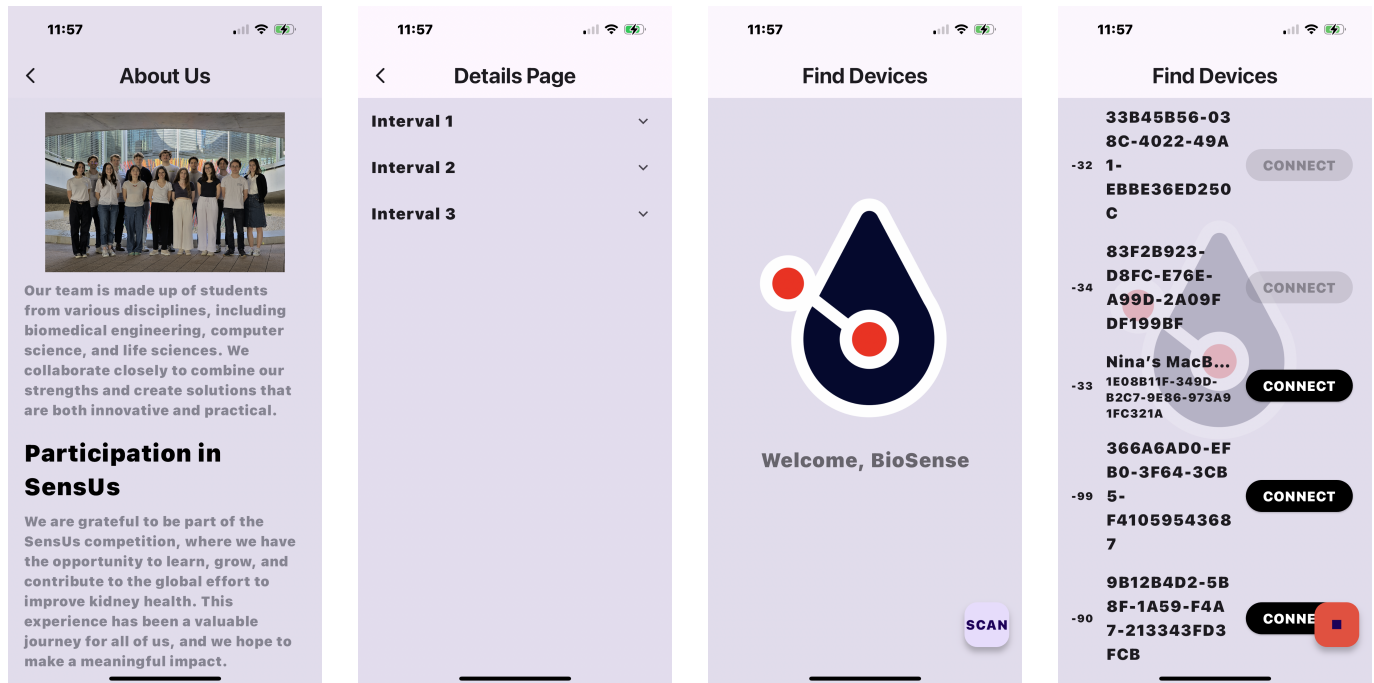 11:57
About Us
Our team is made up of students
from various disciplines, including
biomedical engineering, computer
science, and life sciences. We
collaborate closely to combine our
strengths and create solutions that
are both innovative and practical.
Participation in
SensUs
We are grateful to be part of the
SensUs competition, where we have
the opportunity to learn, grow, and
contribute to the global effort to
improve kidney health. This
experience has been a valuable
journey for all of us, and we hope to
make a meaningful impact.
11:57
Details Page
Interval 1
Interval 2
Interval 3
11:57
Find Devices
Welcome, BioSense
SCAN
11:57
Find Devices
33B45B56-03
8C-4022-49A
-32 1- CONNECT
EBBE36ED250
C
83F2B923-
D8FC-E76E-
-34 A99D-2A09F CONNECT
DF199BF
Nina’s MacB...
-33 1E08B11F-349D- CONNECT
B2C7-9E86-973A9
1FC321A
366A6AD0-EF
B0-3F64-3CB
-99 5- CONNECT
F4105954368
7
9B12B4D2-5B
8F-1A59-F4A
-90 7-213343FD3 CONNE
FCB